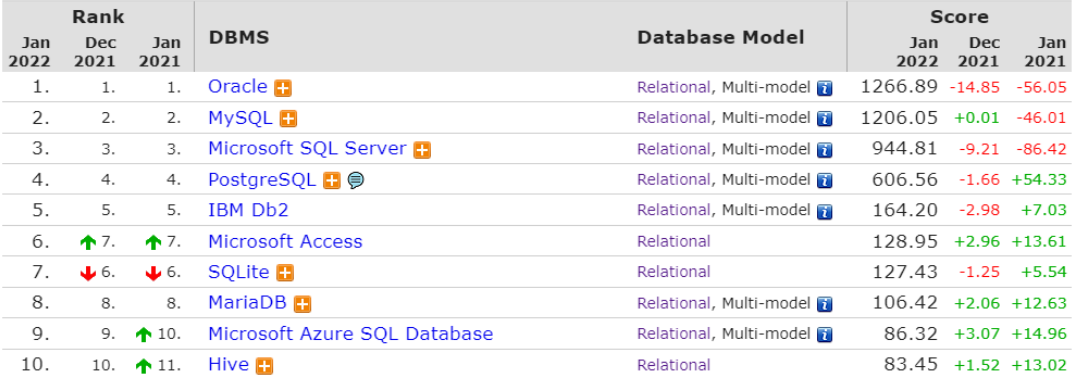 Rank Score
Jan 2022 Dec 2021 Jan 2021 DBMS Database Model Jan 2022 Dec 2021 Jan 2021
1. 1. 1. Oracle Relational, Multi-model 1266.89 -14.85 -56.05
2. 2. 2. MySQL Relational, Multi-model 1206.05 +0.01 -46.01
3. 3. 3. Microsoft SQL Server Relational, Multi-model 944.81 -9.21 -86.42
4. 4. 4. PostgreSQL Relational, Multi-model 606.56 -1.66 +54.33
5. 5. 5. IBM Db2 Relational, Multi-model 164.20 -2.98 +7.03
6. 7. 7. Microsoft Access Relational 128.95 +2.96 +13.61
7. 6. 6. SQLite Relational 127.43 -1.25 +5.54
8. 8. 8. MariaDB Relational, Multi-model 106.42 +2.06 +12.63
9. 9. 10. Microsoft Azure SQL Database Relational, Multi-model 86.32 +3.07 +14.96
10. 10. 11. Hive Relational 83.45 +1.52 +13.02